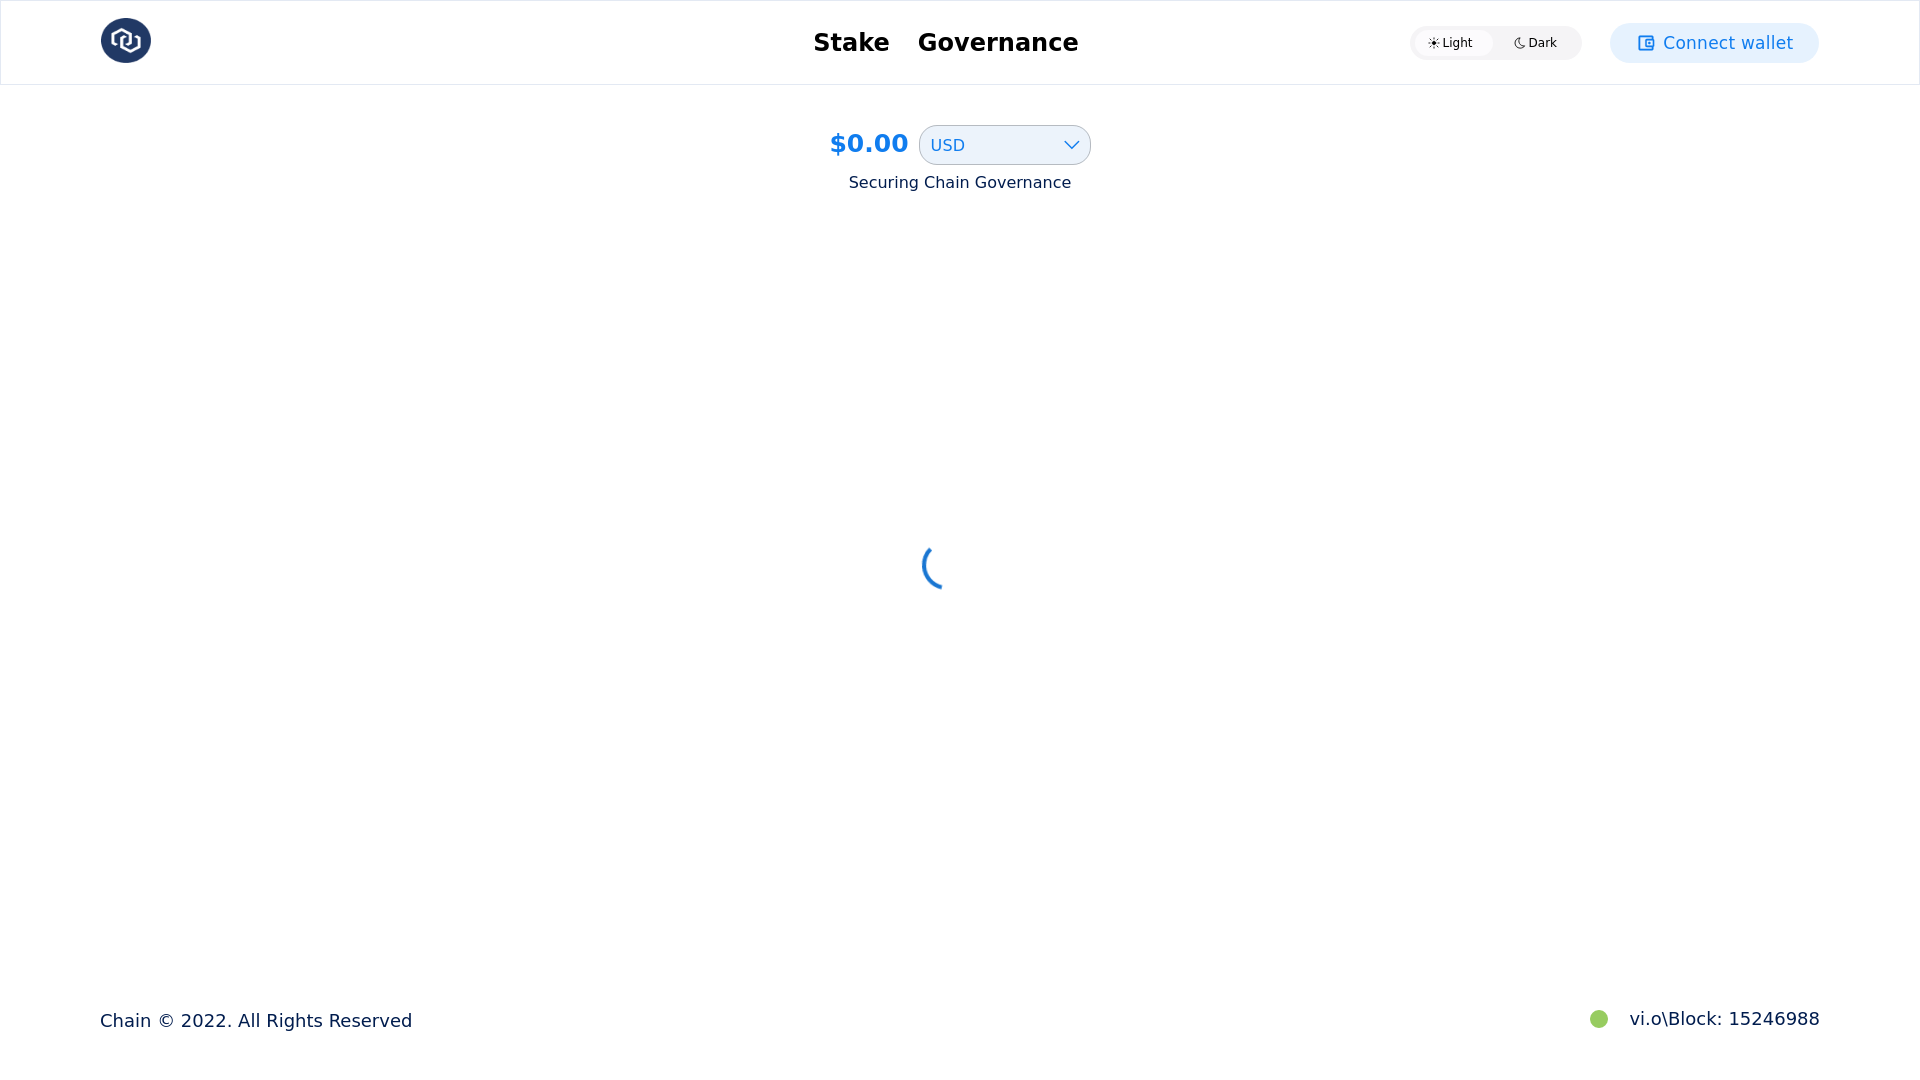 Stake Governance
Light Dark
Connect wallet
$0.00 USD
Securing Chain Governance
Chain © 2022. All Rights Reserved
vi.o\Block: 15246988